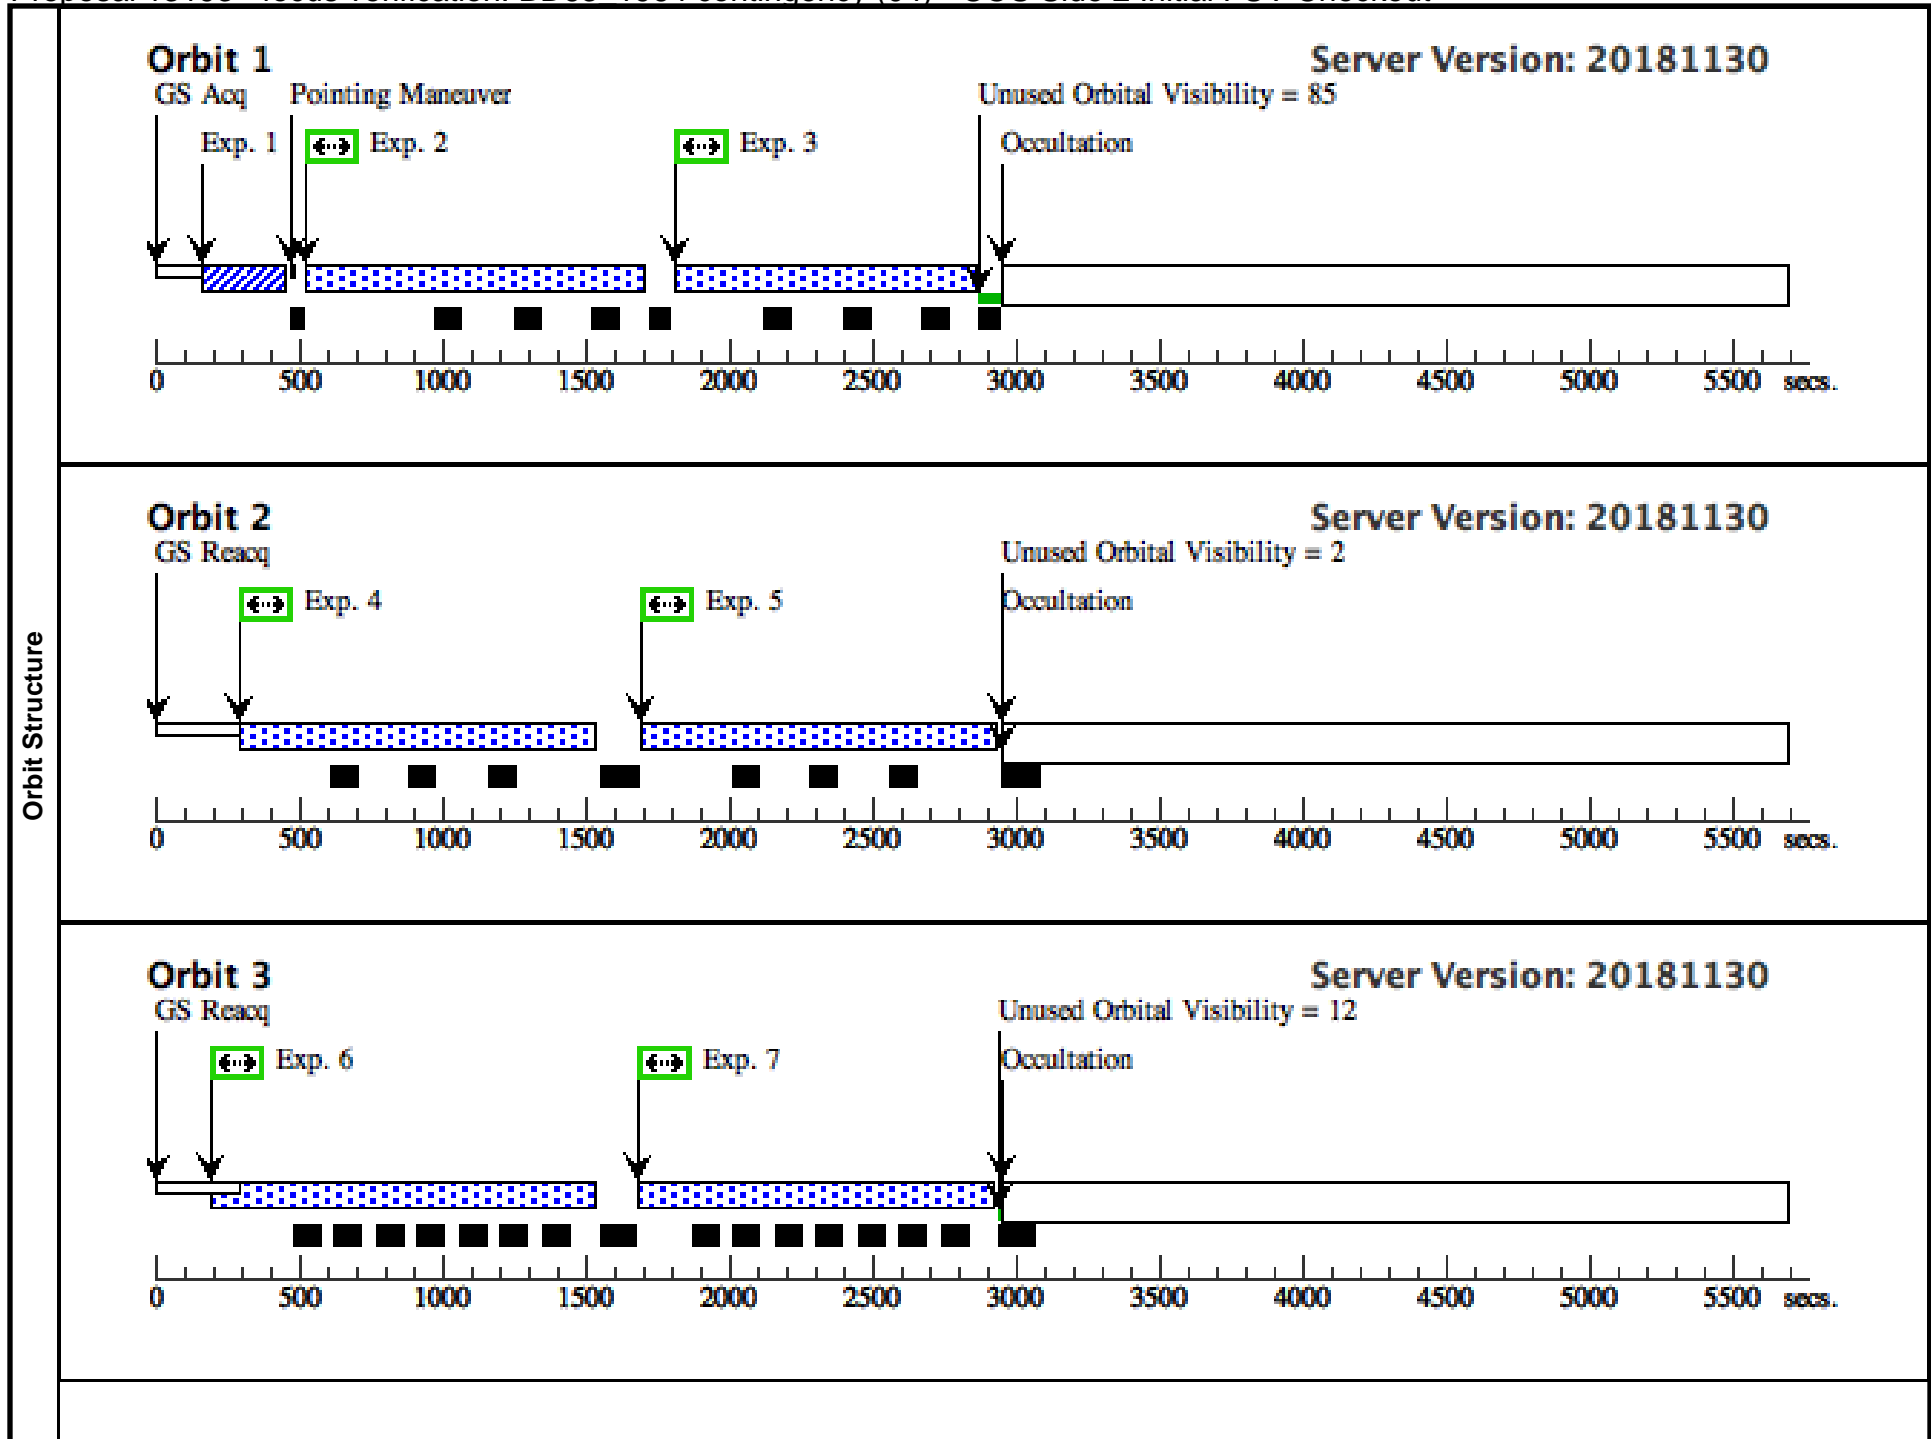 Orbit Structure
Orbit 1
Server Version: 20181130
GS Acq Pointing Maneuver Unused Orbital Visibility = 85
Exp. 1 Exp. 2 Exp. 3 Occultation
0 500 1000 1500 2000 2500 3000 3500 4000 4500 5000 5500 secs.
Orbit 2
Server Version: 20181130
GS Reacq Unused Orbital Visibility = 2
Exp. 4 Exp. 5 Occultation
0 500 1000 1500 2000 2500 3000 3500 4000 4500 5000 5500 secs.
Orbit 3
Server Version: 20181130
GS Reacq Unused Orbital Visibility = 12
Exp. 6 Exp. 7 Occultation
0 500 1000 1500 2000 2500 3000 3500 4000 4500 5000 5500 secs.